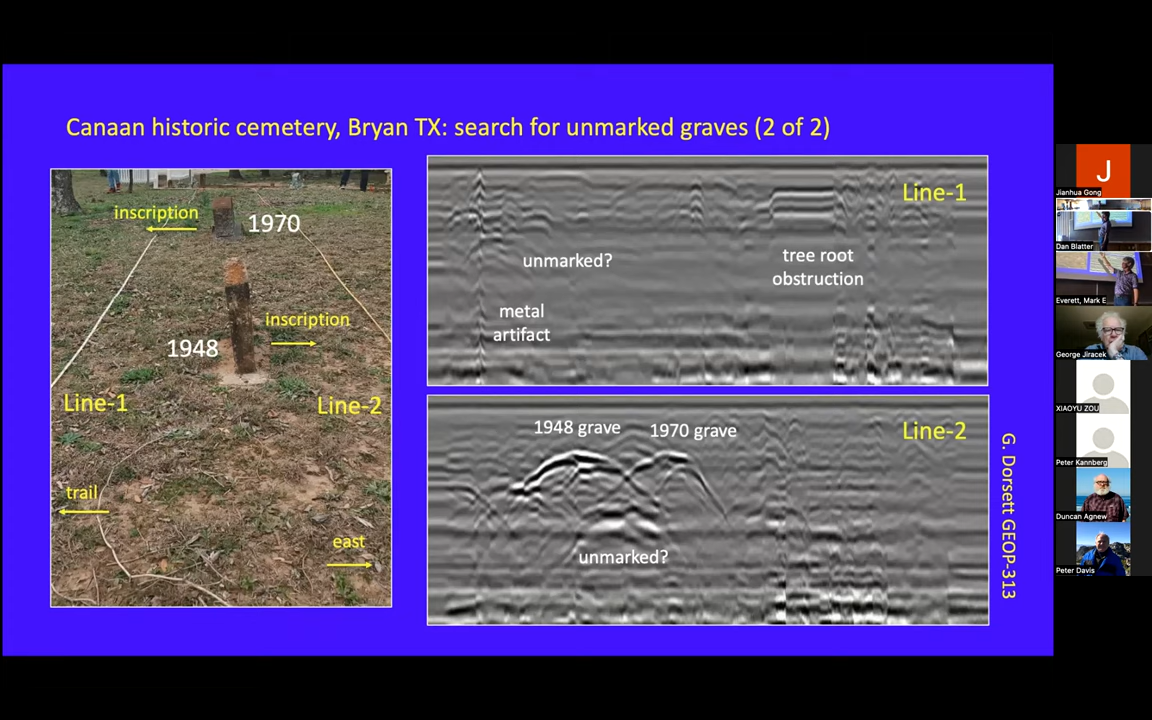 Canaan historic cemetery, Bryan TX: search for unmarked graves (2 of 2)
inscription
1970
inscription
1948
Line-1
Line-2
trail
east
Line-1
unmarked?
tree root
obstruction
metal
artifact
Line-2
1948 grave
1970 grave
unmarked?
G. Dorsett GEOP-313
J
Jianhua Gong
Dan Blatter
Everett, Mark E
George Jiracek
XIAOYU ZOU
Peter Kannberg
Duncan Agnew
Peter Davis